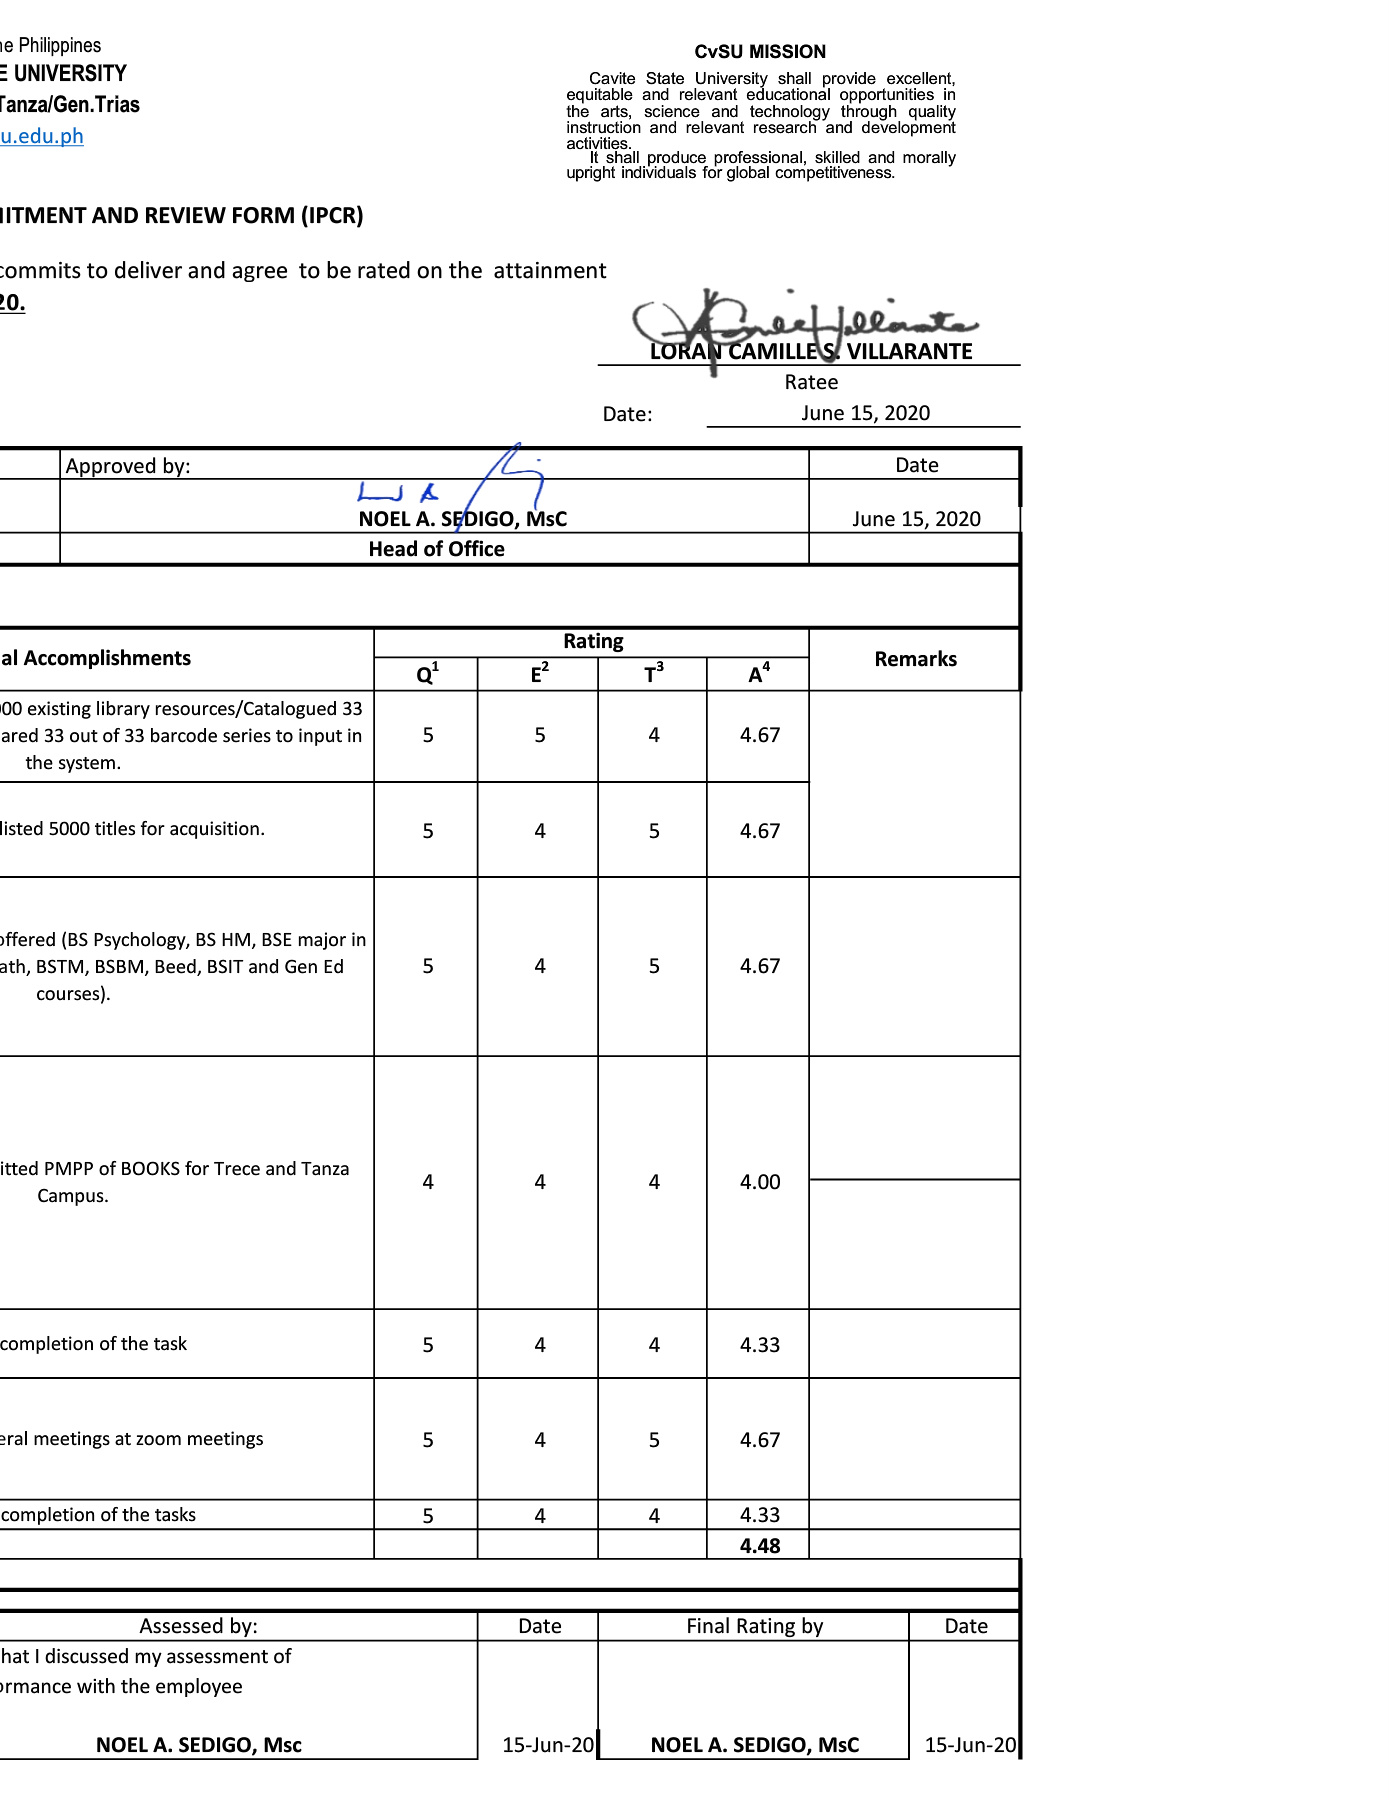 ne Philippines
E UNIVERSITY
Tanza/Gen.Trias
u.edu.ph
CvSU MISSION
Cavite State University shall provide excellent,
equitable and relevant educational opportunities in
the arts, science and technology through quality
instruction and relevant research and development
activities.
It shall produce professional, skilled and morally
upright individuals for global competitiveness.
IITMENT AND REVIEW FORM (IPCR)
commits to deliver and agree to be rated on the attainment
20.
LORAN CAMILLE S. VILLARANTE
Ratee
Date: June 15, 2020
Approved by: Date
NOEL A. SEDIGO, MsC June 15, 2020
Head of Office
al Accomplishments Rating Remarks
Q1 E2 T3 A4
000 existing library resources/Catalogued 33
ared 33 out of 33 barcode series to input in
the system.
5 5 4 4.67
listed 5000 titles for acquisition. 5 4 5 4.67
offered (BS Psychology, BS HM, BSE major in
ath, BSTM, BSBM, Beed, BSIT and Gen Ed
courses).
5 4 5 4.67
itted PMPP of BOOKS for Trece and Tanza
Campus.
4 4 4 4.00
completion of the task 5 4 4 4.33
eral meetings at zoom meetings 5 4 5 4.67
completion of the tasks 5 4 4 4.33
4.48
Assessed by: Date Final Rating by Date
hat I discussed my assessment of
ormance with the employee
NOEL A. SEDIGO, Msc 15-Jun-20 NOEL A. SEDIGO, MsC 15-Jun-20